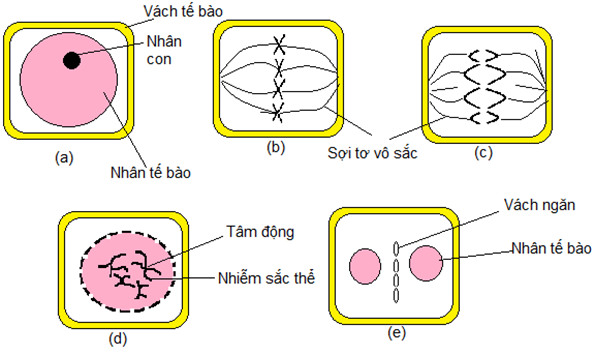 Vách tế bào
Nhân
con
Nhân tế bào
(a)
(b)
Sợi tơ vô sắc
(c)
Tâm động
Nhiễm sắc thể
(d)
Vách ngăn
Nhân tế bào
(e)